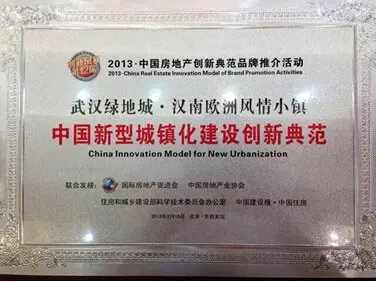 2013·中国房地产创新典范品牌推介活动
2013·China Real Estate Innovation Model of Brand Promotion Activities
武汉绿地城·汉南欧洲风情小镇
中国新型城镇化建设创新典范
China Innovation Model for New Urbanization
联合发榜：国际房地产促进会 中国房地产业协会
住房和城乡建设部科学技术委员会办公室 中国建设报·中国住房